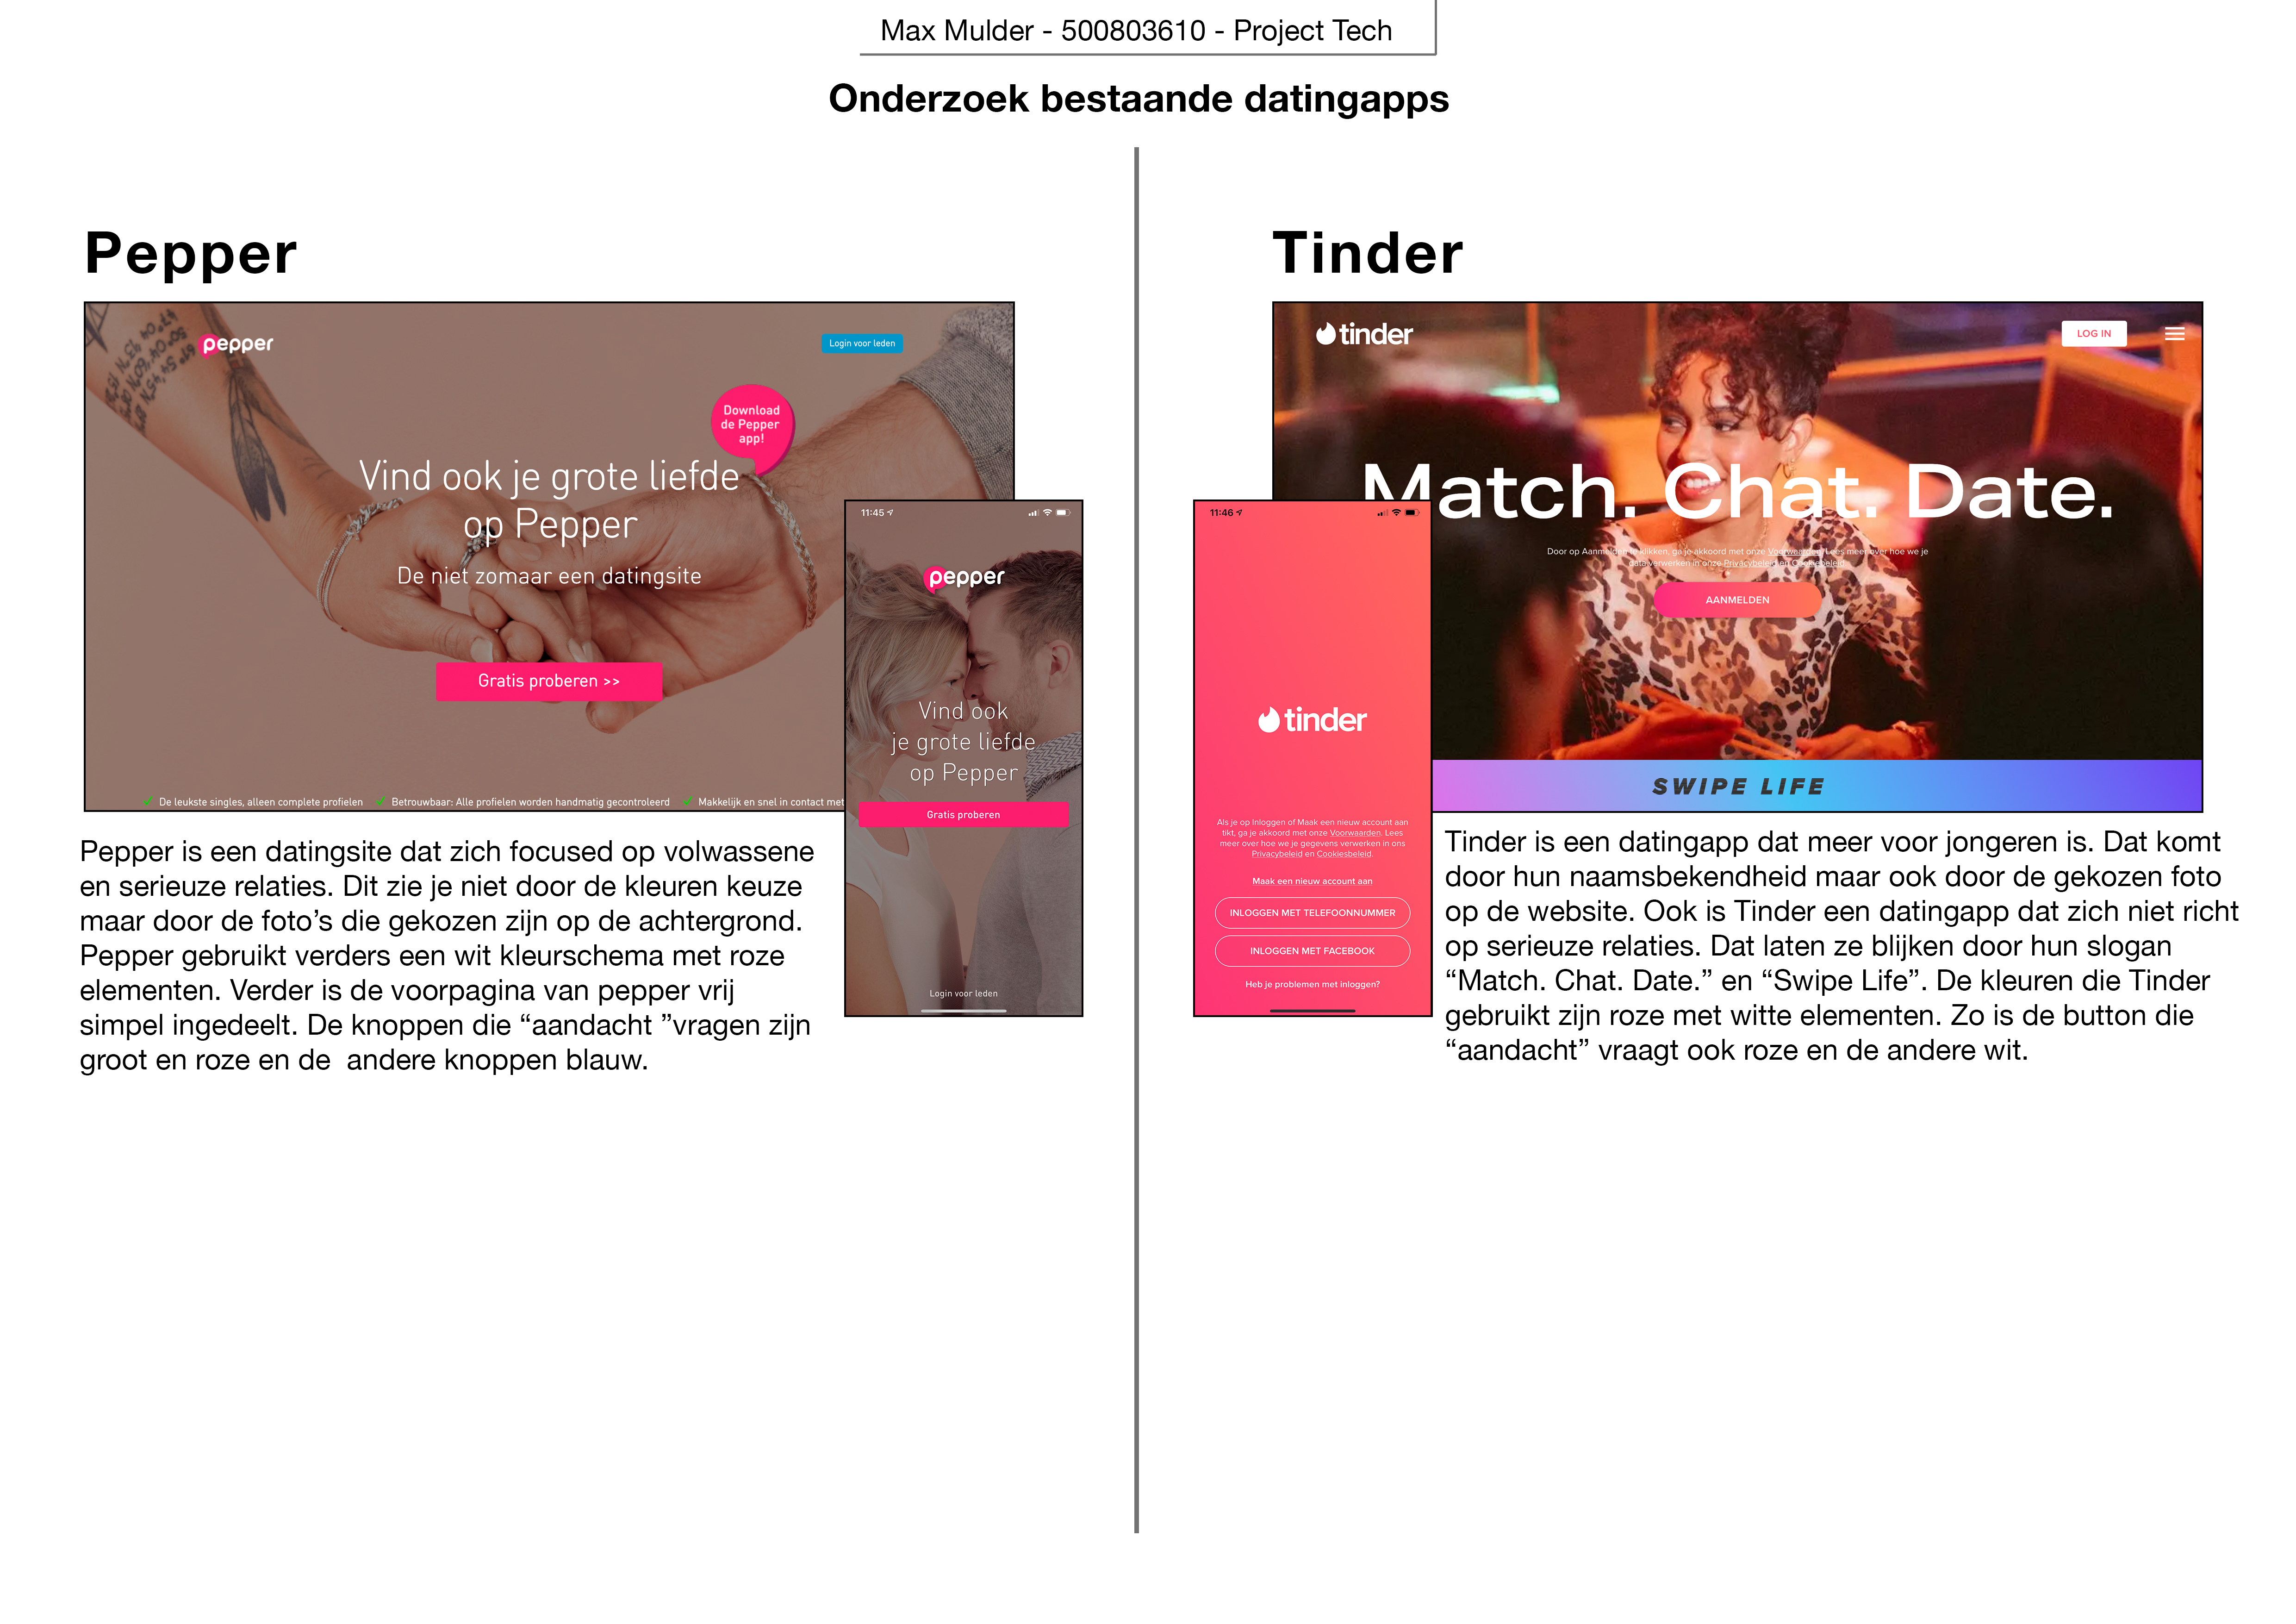 Max Mulder - 500803610 - Project Tech
Onderzoek bestaande datingapps
Pepper
pepper
Login voor leden
Download
de Pepper
app!
Vind ook je grote liefde
op Pepper
De niet zomaar een datingsite
Gratis proberen >>
De leukste singles, alleen complete profielen
Betrouwbaar: Alle profielen worden handmatig gecontroleerd
Makkelijk en snel in contact met
11:45
pepper
Vind ook
je grote liefde
op Pepper
Gratis proberen
Login voor leden
Pepper is een datingsite dat zich focused op volwassene
en serieuze relaties. Dit zie je niet door de kleuren keuze
maar door de foto’s die gekozen zijn op de achtergrond.
Pepper gebruikt verders een wit kleurschema met roze
elementen. Verder is de voorpagina van pepper vrij
simpel ingedeelt. De knoppen die “aandacht ”vragen zijn
groot en roze en de  andere knoppen blauw.
Tinder
tinder
LOG IN
Match. Chat. Date.
Door op Aanmelden te klikken, ga je akkoord met onze Voorwaarden. Lees meer over hoe we je
data verwerken in onze Privacybeleid en Cookiebeleid.
AANMELDEN
SWIPE LIFE
11:46
tinder
Als je op Inloggen of Maak een nieuw account aan
tikt, ga je akkoord met onze Voorwaarden. Lees
meer over hoe we je gegevens verwerken in ons
Privacybeleid en Cookiesbeleid.
Maak een nieuw account aan
INLOGGEN MET TELEFOONNUMMER
INLOGGEN MET FACEBOOK
Heb je problemen met inloggen?
Tinder is een datingapp dat meer voor jongeren is. Dat komt
door hun naamsbekendheid maar ook door de gekozen foto
op de website. Ook is Tinder een datingapp dat zich niet richt
op serieuze relaties. Dat laten ze blijken door hun slogan
“Match. Chat. Date.” en “Swipe Life”. De kleuren die Tinder
gebruikt zijn roze met witte elementen. Zo is de button die
“aandacht” vraagt ook roze en de andere wit.